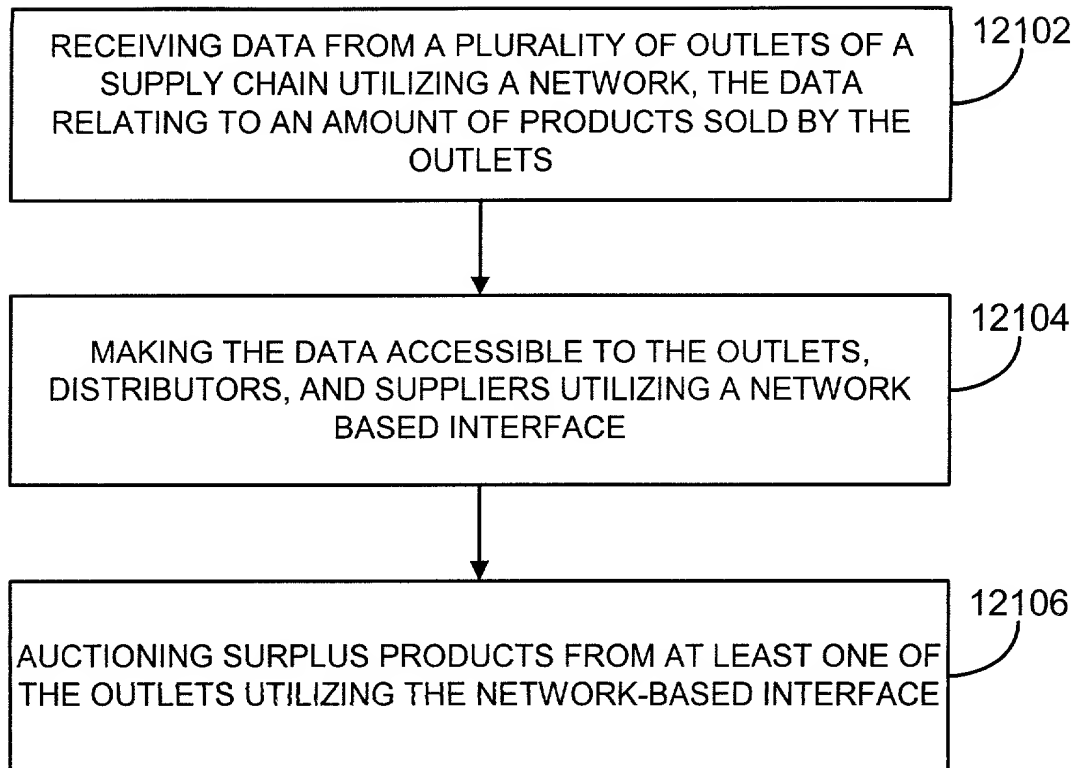 RECEIVING DATA FROM A PLURALITY OF OUTLETS OF A
SUPPLY CHAIN UTILIZING A NETWORK, THE DATA
RELATING TO AN AMOUNT OF PRODUCTS SOLD BY THE
OUTLETS
12102
MAKING THE DATA ACCESSIBLE TO THE OUTLETS,
DISTRIBUTORS, AND SUPPLIERS UTILIZING A NETWORK
BASED INTERFACE
12104
AUCTIONING SURPLUS PRODUCTS FROM AT LEAST ONE OF
THE OUTLETS UTILIZING THE NETWORK-BASED INTERFACE
12106